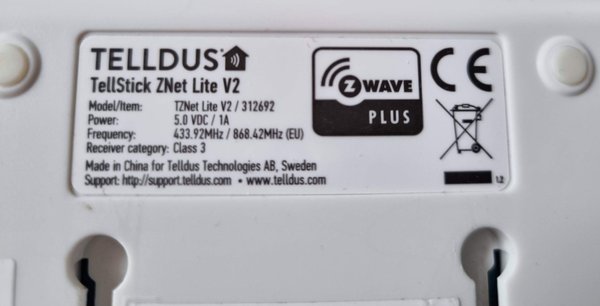 TELLDUS
TellStick ZNet Lite V2
Model/Item: TZNet Lite V2 / 312692
Power: 5.0 VDC / 1A
Frequency: 433.92MHz / 868.42MHz (EU)
Receiver category: Class 3
Made in China for Telldus Technologies AB, Sweden
Support: http://support.telldus.com • www.telldus.com
Z WAVE
PLUS
CE
1.2